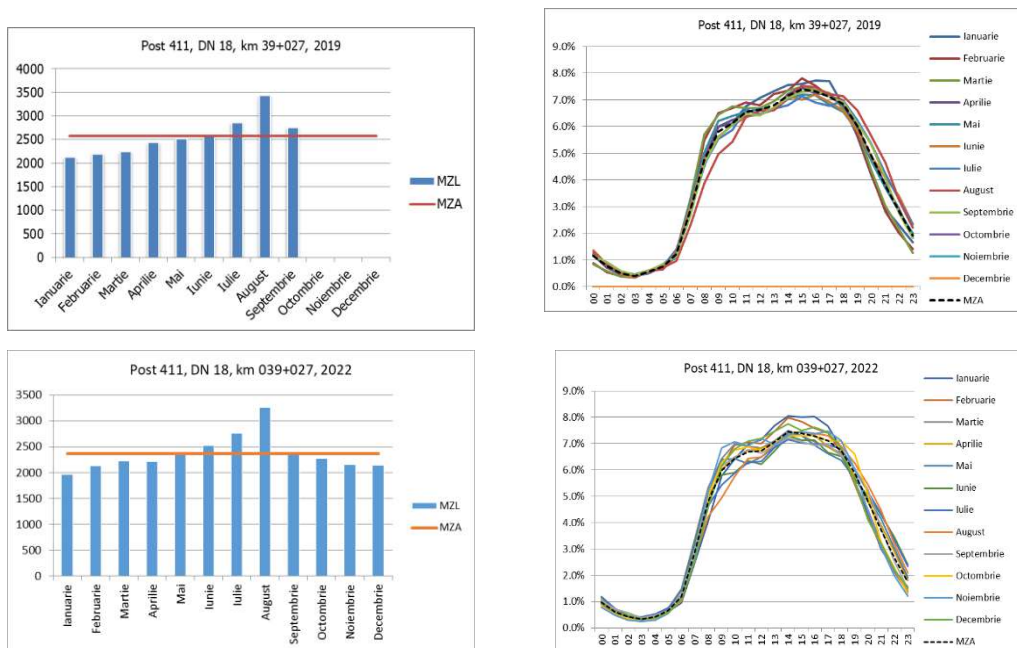 Post 411, DN 18, km 39+027, 2019
4000
3500
3000
2500
2000
1500
1000
500
0
Ianuarie
Februarie
Martie
Aprilie
Mai
Iunie
Iulie
August
Septembrie
Octombrie
Noiembrie
Decembrie
MZL
MZA
Post 411, DN 18, km 39+027, 2019
9.0%
8.0%
7.0%
6.0%
5.0%
4.0%
3.0%
2.0%
1.0%
0.0%
00 01 02 03 04 05 06 07 08 09 10 11 12 13 14 15 16 17 18 19 20 21 22 23
Ianuarie
Februarie
Martie
Aprilie
Mai
Iunie
Iulie
August
Septembrie
Octombrie
Noiembrie
Decembrie
MZA
Post 411, DN 18, km 039+027, 2022
3500
3000
2500
2000
1500
1000
500
0
Ianuarie
Februarie
Martie
Aprilie
Mai
Iunie
Iulie
August
Septembrie
Octombrie
Noiembrie
Decembrie
MZL
MZA
Post 411, DN 18, km 039+027, 2022
9.0%
8.0%
7.0%
6.0%
5.0%
4.0%
3.0%
2.0%
1.0%
0.0%
00 01 02 03 04 05 06 07 08 09 10 11 12 13 14 15 16 17 18 19 20 21 22 23
Ianuarie
Februarie
Martie
Aprilie
Mai
Iunie
Iulie
August
Septembrie
Octombrie
Noiembrie
Decembrie
MZA